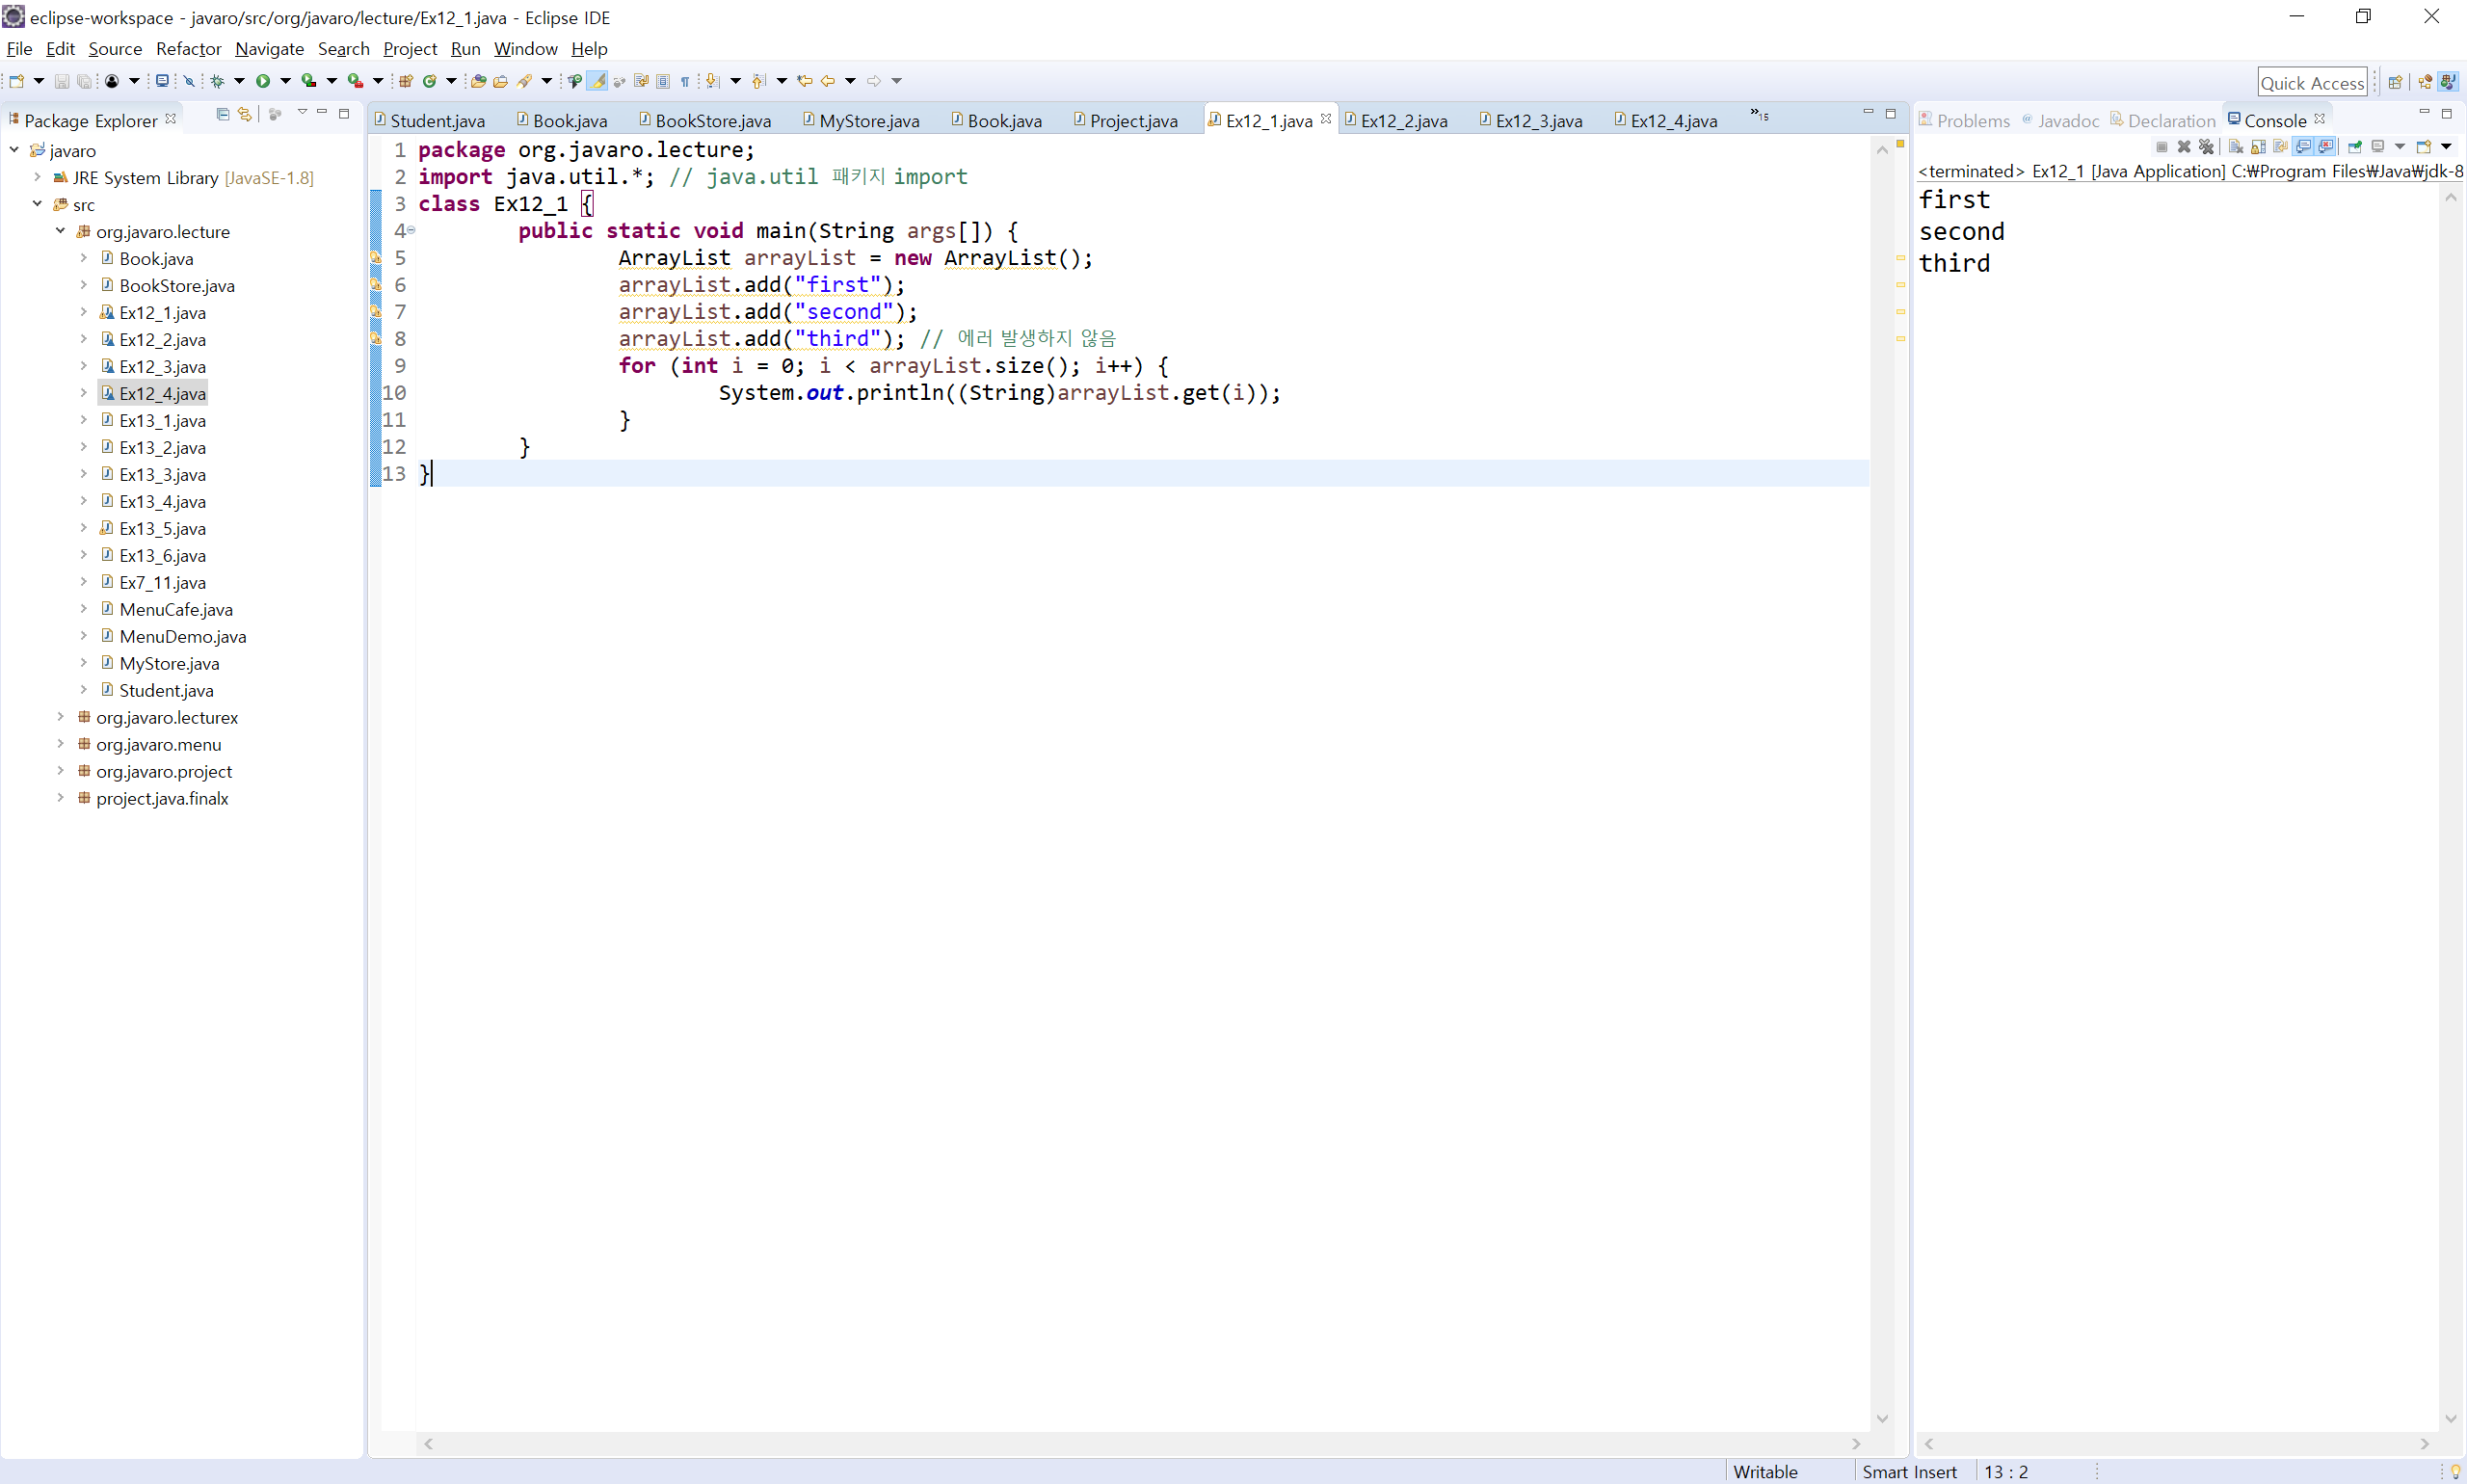 eclipse-workspace - javaro/src/org/javaro/lecture/Ex12_1.java - Eclipse IDE
File Edit Source Refactor Navigate Search Project Run Window Help
Quick Access
Package Explorer
javaro
JRE System Library [JavaSE-1.8]
src
org.javaro.lecture
Book.java
BookStore.java
Ex12_1.java
Ex12_2.java
Ex12_3.java
Ex12_4.java
Ex13_1.java
Ex13_2.java
Ex13_3.java
Ex13_4.java
Ex13_5.java
Ex13_6.java
Ex7_11.java
MenuCafe.java
MenuDemo.java
MyStore.java
Student.java
org.javaro.lecturex
org.javaro.menu
org.javaro.project
project.java.finalx
Student.java Book.java BookStore.java MyStore.java Book.java Project.java Ex12_1.java Ex12_2.java Ex12_3.java Ex12_4.java »15
1 package org.javaro.lecture;
2 import java.util.*; // java.util 패키지 import
3 class Ex12_1 {
4 public static void main(String args[]) {
5 ArrayList arrayList = new ArrayList();
6 arrayList.add("first");
7 arrayList.add("second");
8 arrayList.add("third"); // 에러 발생하지 않음
9 for (int i = 0; i < arrayList.size(); i++) {
10 System.out.println((String)arrayList.get(i));
11 }
12 }
13 }
Problems Javadoc Declaration Console
<terminated> Ex12_1 [Java Application] C:₩Program Files₩Java₩jdk-8
first
second
third
Writable Smart Insert 13 : 2